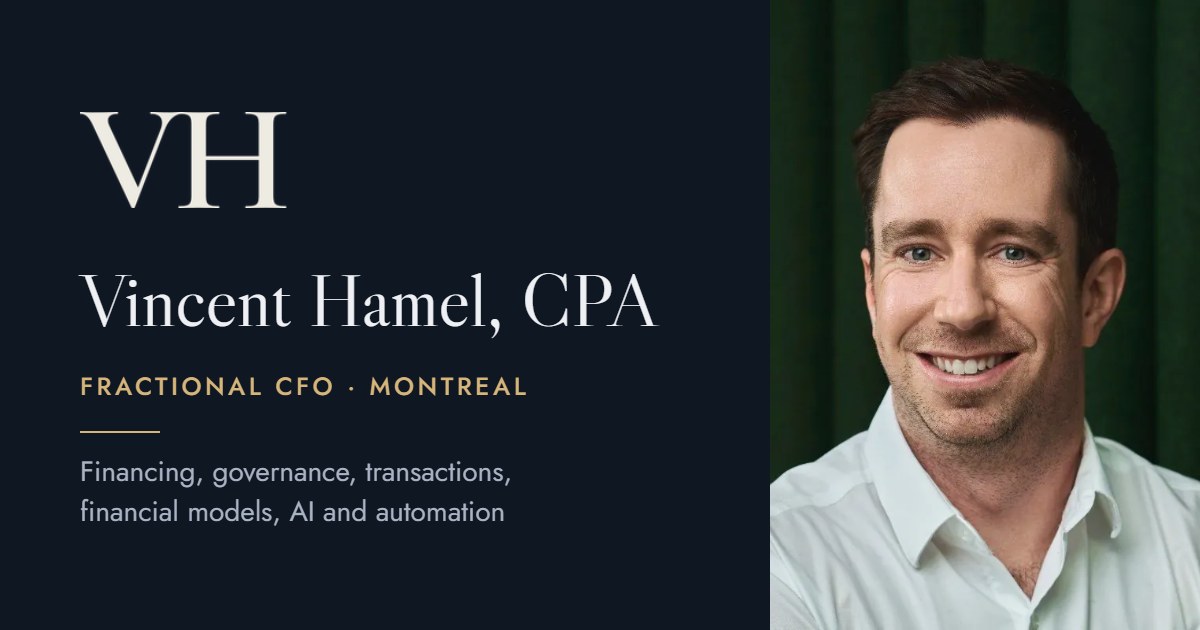 VH
Vincent Hamel, CPA
FRACTIONAL CFO · MONTREAL
Financing, governance, transactions,
financial models, AI and automation